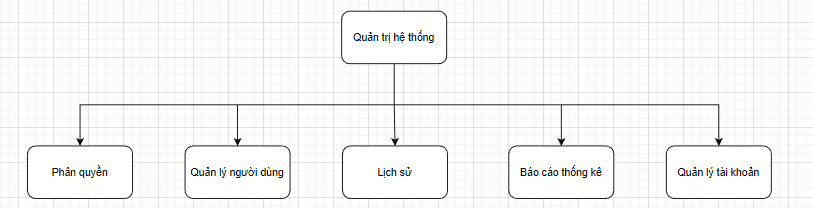 Quản trị hệ thống
Phân quyền
Quản lý người dùng
Lịch sử
Báo cáo thống kê
Quản lý tài khoản